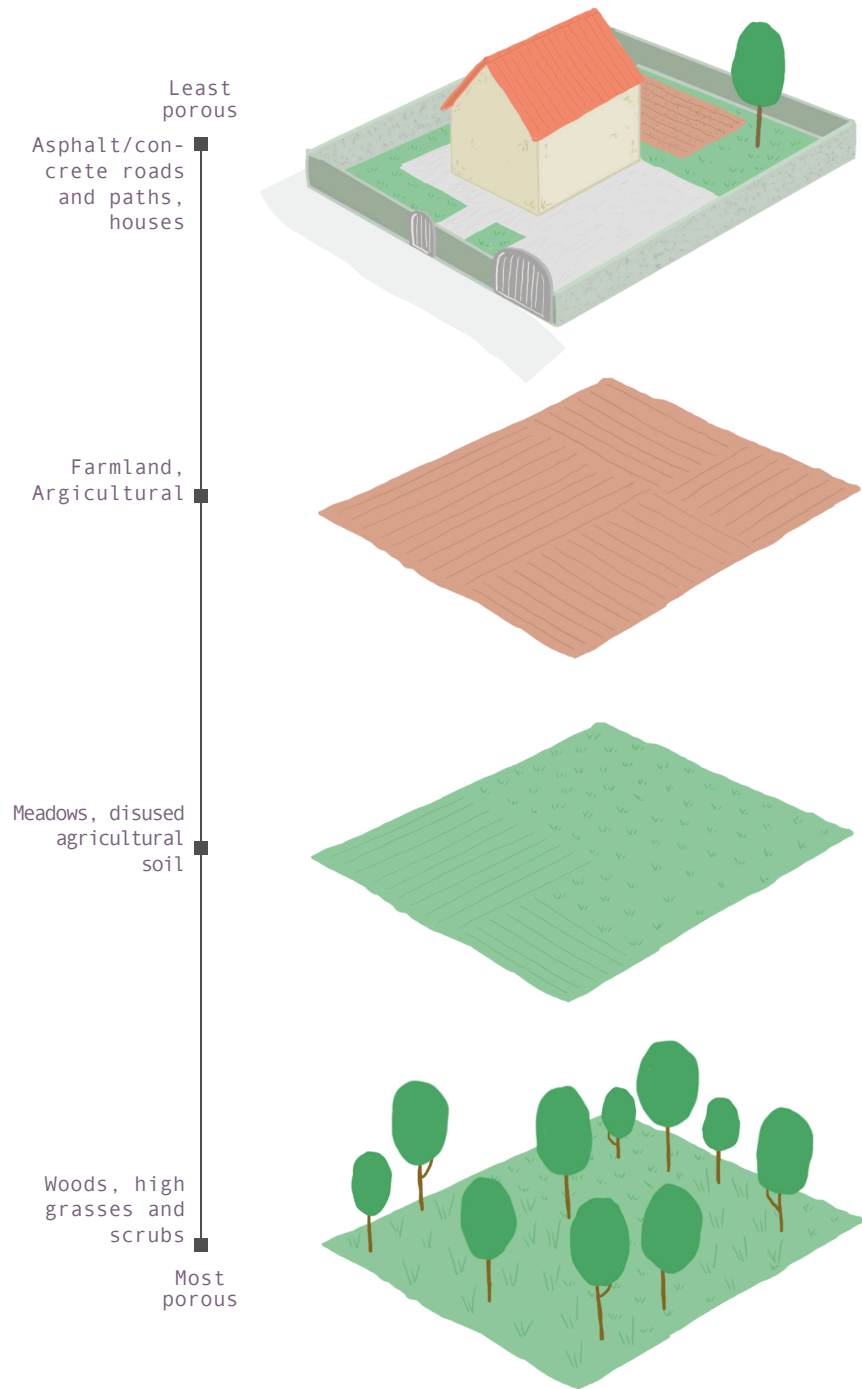 Least
porous
Asphalt/con-
crete roads
and paths,
houses
Farmland,
Argicultural
Meadows, disused
agricultural
soil
Woods, high
grasses and
scrubs
Most
porous